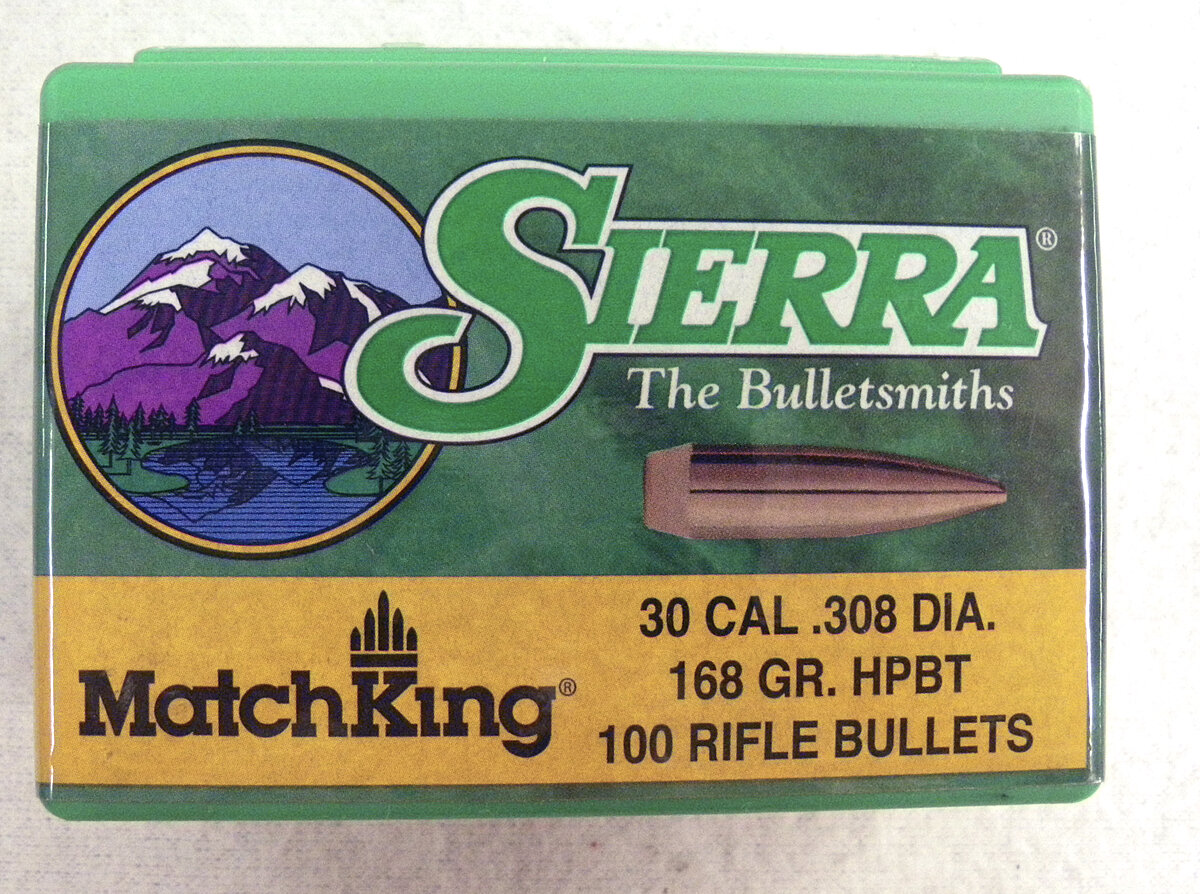 SIERRA®
The Bulletsmiths
MatchKing®
30 CAL .308 DIA.
168 GR. HPBT
100 RIFLE BULLETS